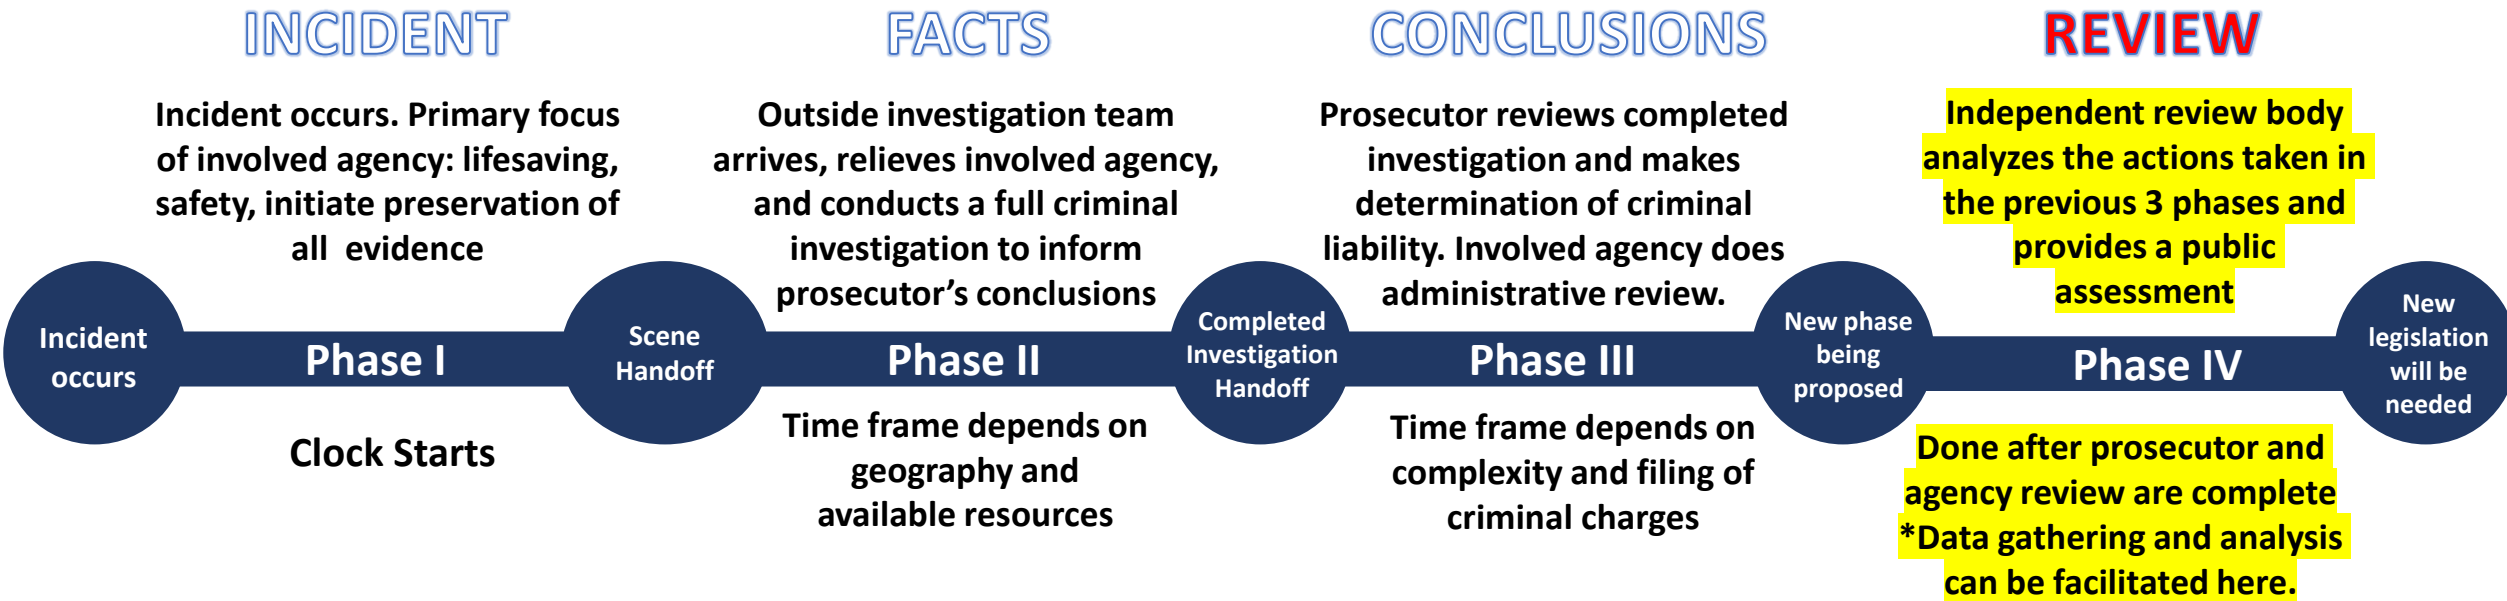 INCIDENT
Incident occurs. Primary focus
of involved agency: lifesaving,
safety, initiate preservation of
all  evidence
Incident
occurs
Phase I
Clock Starts
Scene
Handoff
FACTS
Outside investigation team
arrives, relieves involved agency,
and conducts a full criminal
investigation to inform
prosecutor’s conclusions
Phase II
Time frame depends on
geography and
available resources
Completed
Investigation
Handoff
CONCLUSIONS
Prosecutor reviews completed
investigation and makes
determination of criminal
liability. Involved agency does
administrative review.
Phase III
Time frame depends on
complexity and filing of
criminal charges
New phase
being
proposed
REVIEW
Independent review body
analyzes the actions taken in
the previous 3 phases and
provides a public
assessment
Phase IV
Done after prosecutor and
agency review are complete
*Data gathering and analysis
can be facilitated here.
New
legislation
will be
needed